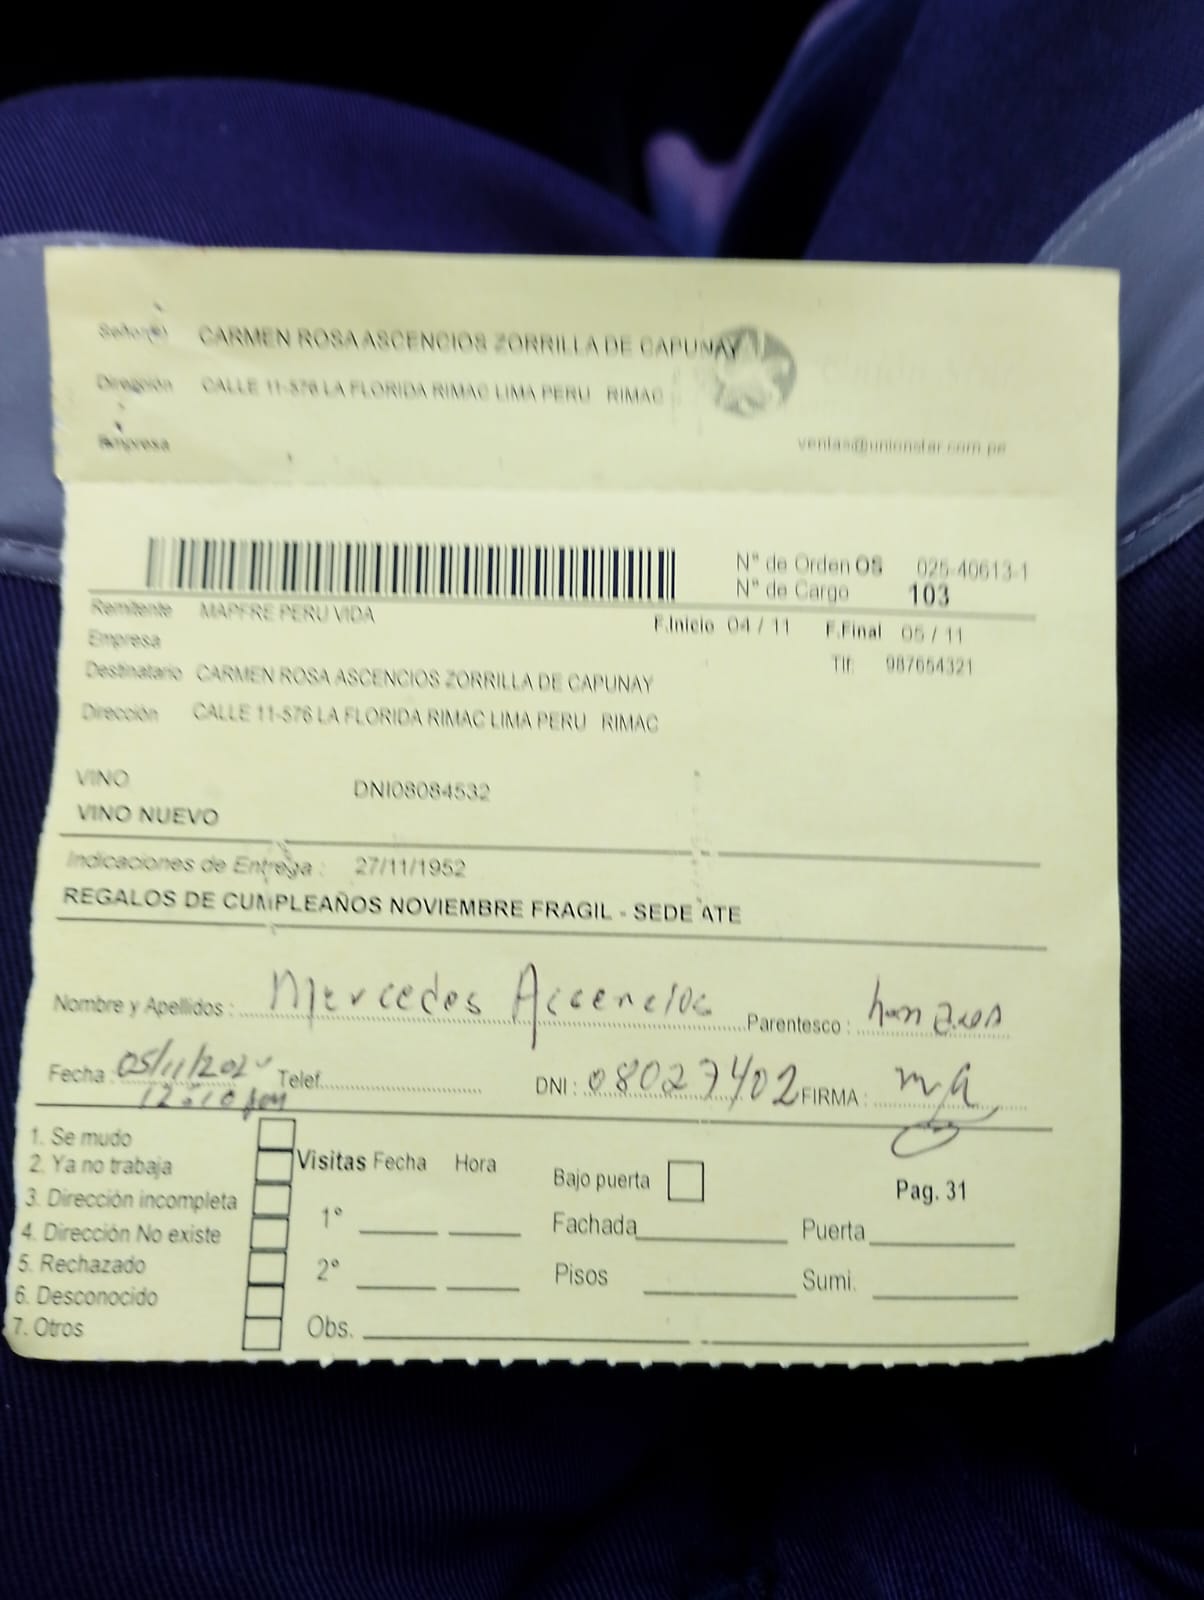 Señor(e) CARMEN ROSA ASCENCIOS ZORRILLA DE CAPUNAY
Dirección CALLE 11-576 LA FLORIDA RIMAC LIMA PERU RIMAC
Empresa
ventas@unionstar.com.pe
N° de Orden OS 025-40613-1
N° de Cargo 103
Remitente MAPFRE PERU VIDA
F.Inicio 04 / 11 F.Final 05 / 11
Empresa
Tlf. 987654321
Destinatario CARMEN ROSA ASCENCIOS ZORRILLA DE CAPUNAY
Dirección CALLE 11-576 LA FLORIDA RIMAC LIMA PERU RIMAC
VINO DNI08084532
VINO NUEVO
Indicaciones de Entrega : 27/11/1952
REGALOS DE CUMPLEAÑOS NOVIEMBRE FRAGIL - SEDE ATE
Nombre y Apellidos : Mercedes Ascencios Parentesco :
Fecha : 05/11/202 Telef. DNI : 08027402 FIRMA : MA
12:10 pm
1. Se mudo
2. Ya no trabaja
3. Dirección incompleta
4. Dirección No existe
5. Rechazado
6. Desconocido
7. Otros
Visitas Fecha Hora
1°
2°
Obs.
Bajo puerta
Pag. 31
Fachada Puerta
Pisos Sumi.